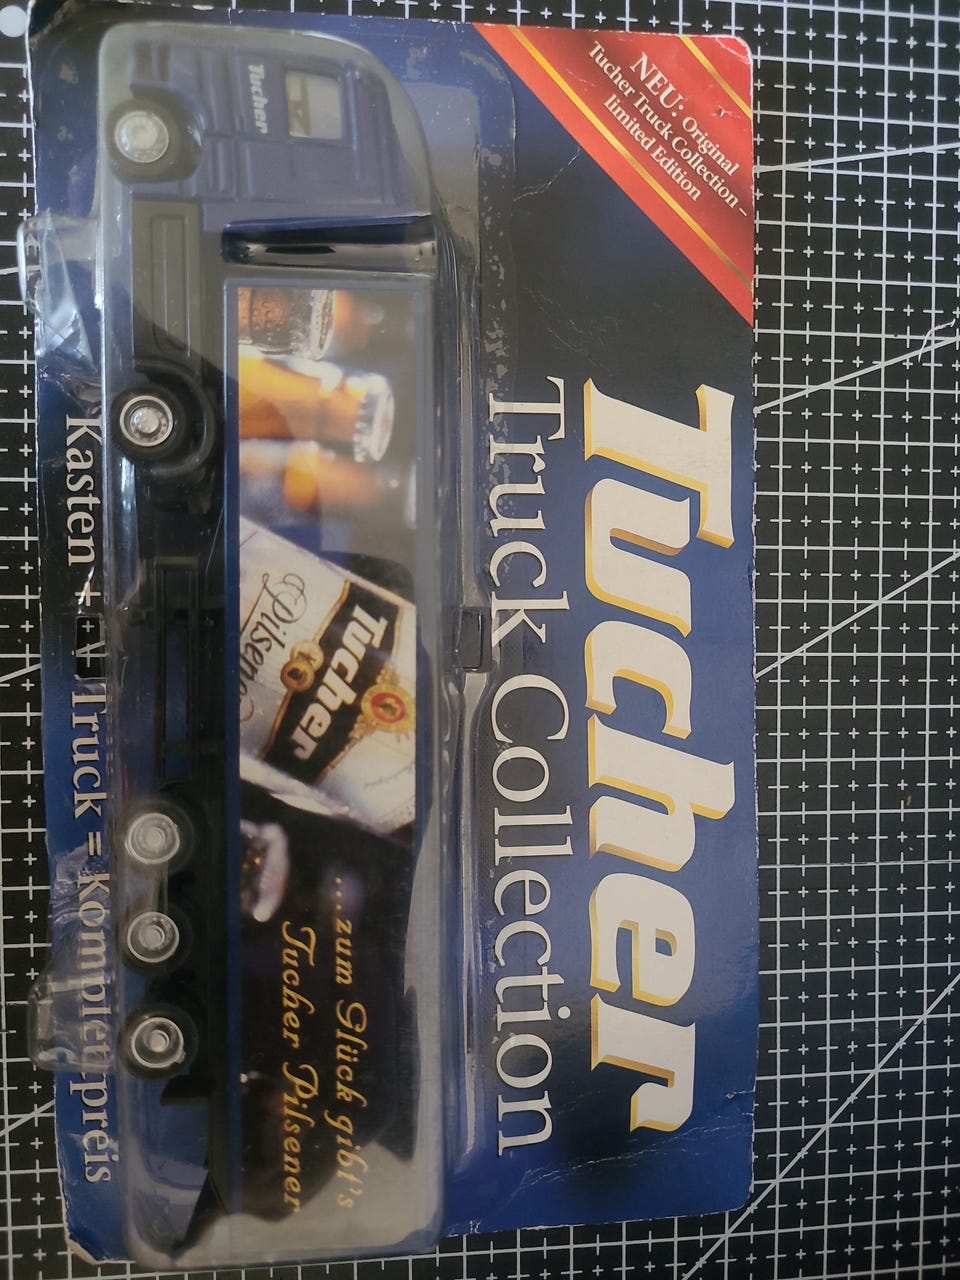 NEU: Original
Tucher Truck Collection –
limited Edition
Tucher
Truck Collection
Tucher
Tucher
Pilsener
...zum Glück gibt's
Tucher Pilsener
Kasten + Truck = Komplettpreis